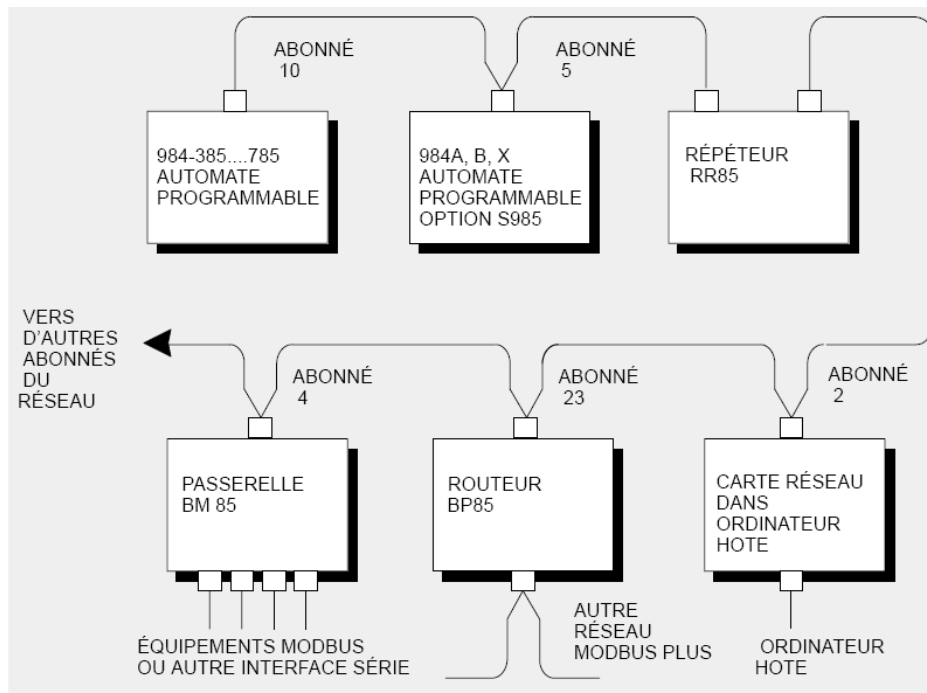 ABONNÉ
10
ABONNÉ
5
984-385....785
AUTOMATE
PROGRAMMABLE
984A, B, X
AUTOMATE
PROGRAMMABLE
OPTION S985
RÉPÉTEUR
RR85
VERS
D'AUTRES
ABONNÉS
DU
RÉSEAU
ABONNÉ
4
ABONNÉ
23
ABONNÉ
2
PASSERELLE
BM 85
ROUTEUR
BP85
CARTE RÉSEAU
DANS
ORDINATEUR
HOTE
ÉQUIPEMENTS MODBUS
OU AUTRE INTERFACE SÉRIE
AUTRE
RÉSEAU
MODBUS PLUS
ORDINATEUR
HOTE